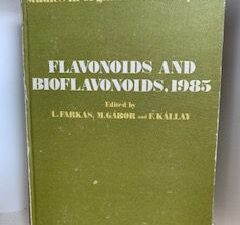 FLAVONOIDS AND
BIOFLAVONOIDS, 1985
Edited by
L. FARKAS, M. GÁBOR and F. KÁLLAY